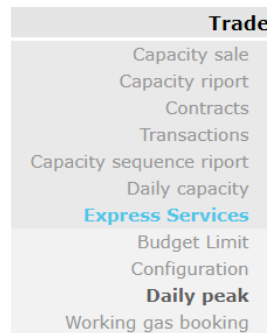 Trade
Capacity sale
Capacity riport
Contracts
Transactions
Capacity sequence riport
Daily capacity
Express Services
Budget Limit
Configuration
Daily peak
Working gas booking